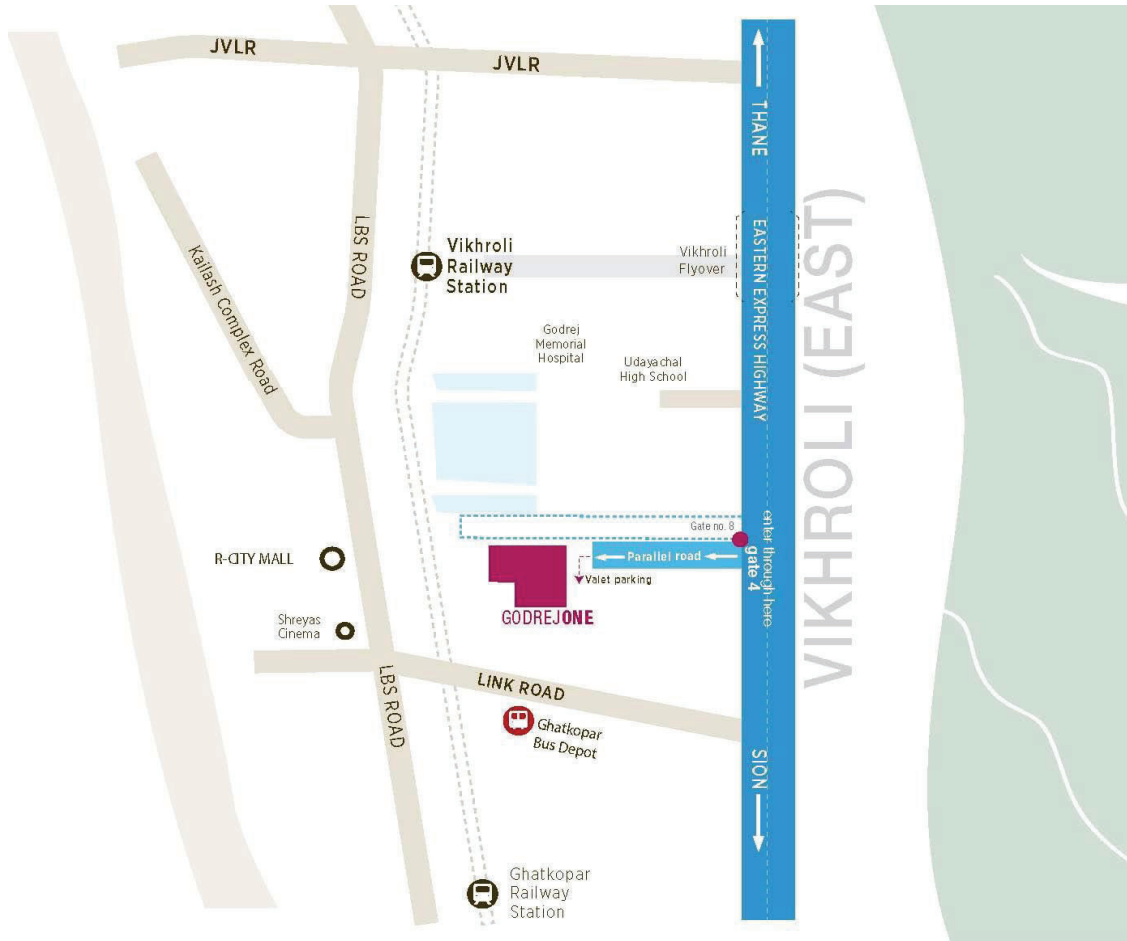 JVLR
JVLR
THANE
LBS ROAD
Kailash Complex Road
Vikhroli
Railway
Station
Vikhroli
Flyover
EASTERN EXPRESS HIGHWAY
VIKHROLI (EAST)
Godrej
Memorial
Hospital
Udayachal
High School
Gate no. 8
enter through here
gate 4
Parallel road
Valet parking
R-CITY MALL
GODREJONE
Shreyas
Cinema
LBS ROAD
LINK ROAD
Ghatkopar
Bus Depot
SION
Ghatkopar
Railway
Station